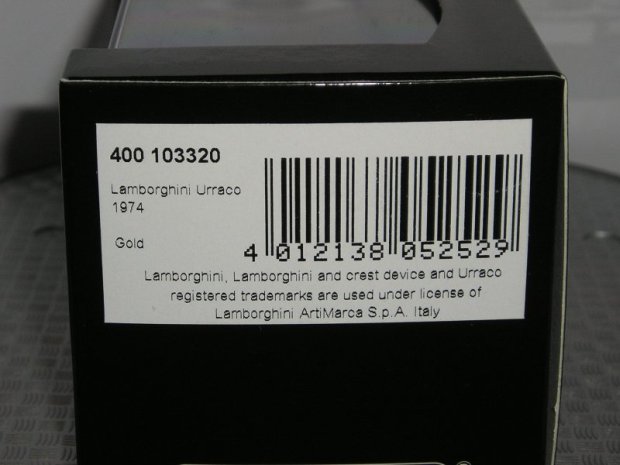 400 103320
Lamborghini Urraco
1974
Gold
4 012138 052529
Lamborghini, Lamborghini and crest device and Urraco
registered trademarks are used under license of
Lamborghini ArtiMarca S.p.A. Italy
®